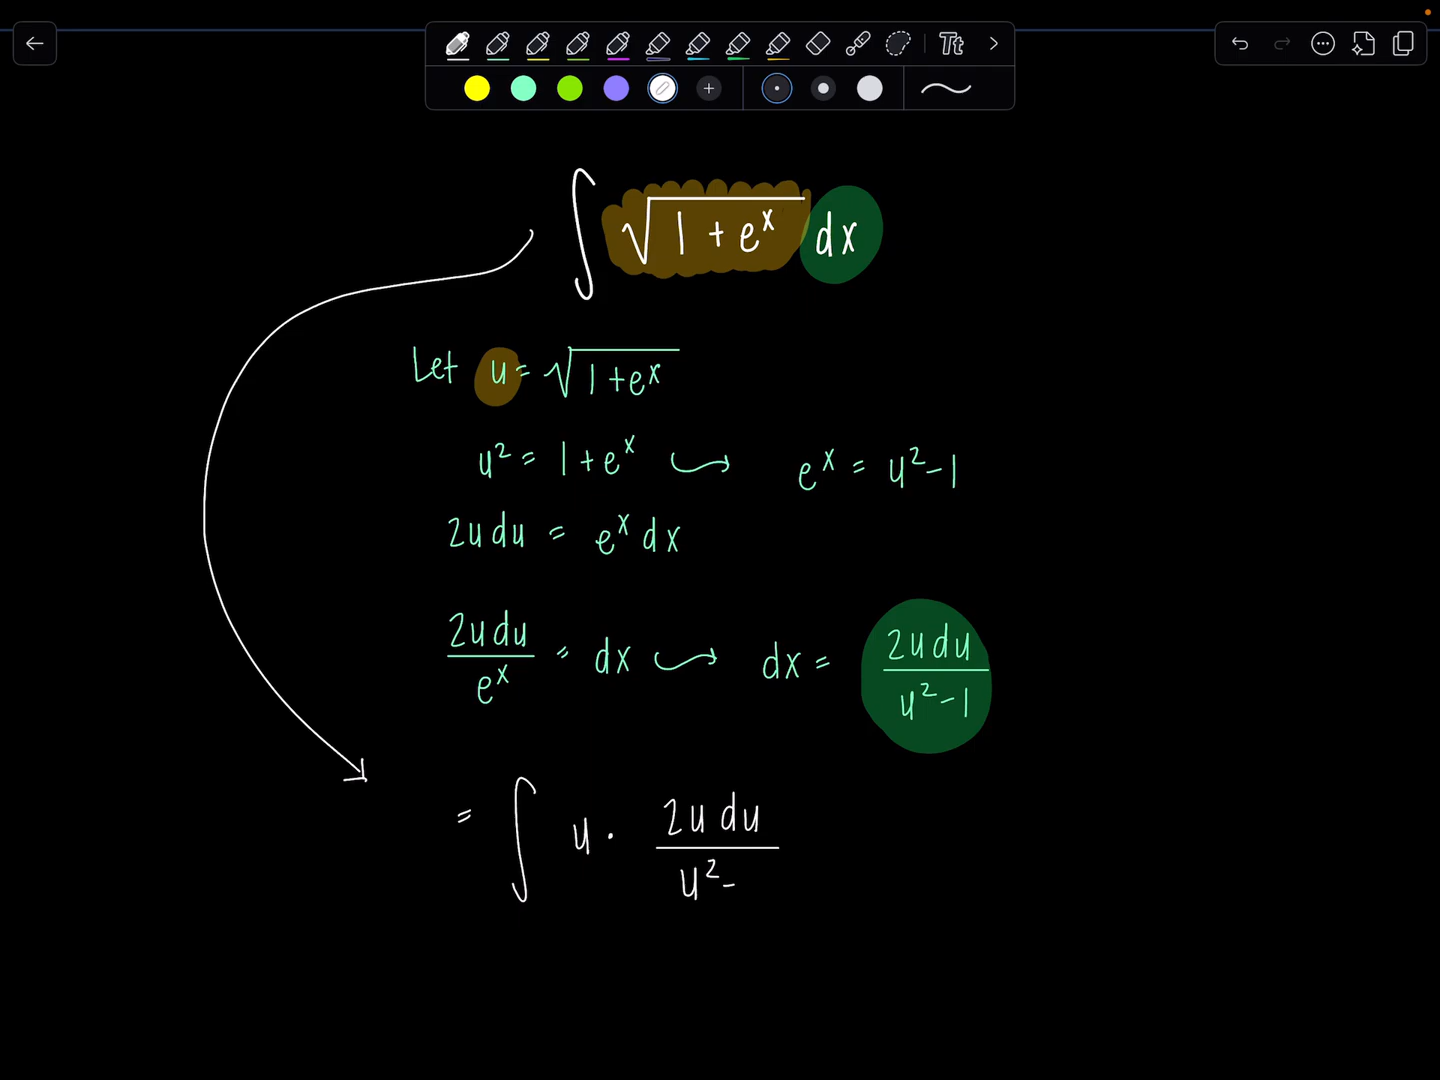 Tt
∫ √(1 + e^x) dx
Let u = √(1 + e^x)
u² = 1 + e^x ⤷ e^x = u² - 1
2u du = e^x dx
2u du / e^x = dx ⤷ dx = 2u du / u² - 1
= ∫ u · 2u du / u² -